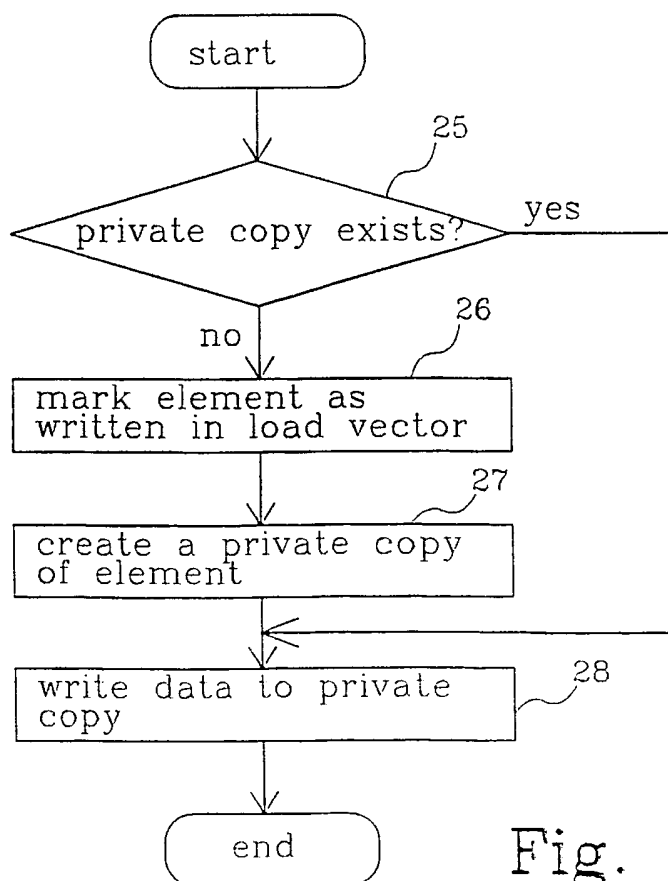 start
25
private copy exists?
yes
no
26
mark element as
written in load vector
27
create a private copy
of element
write data to private
copy
28
end
Fig.